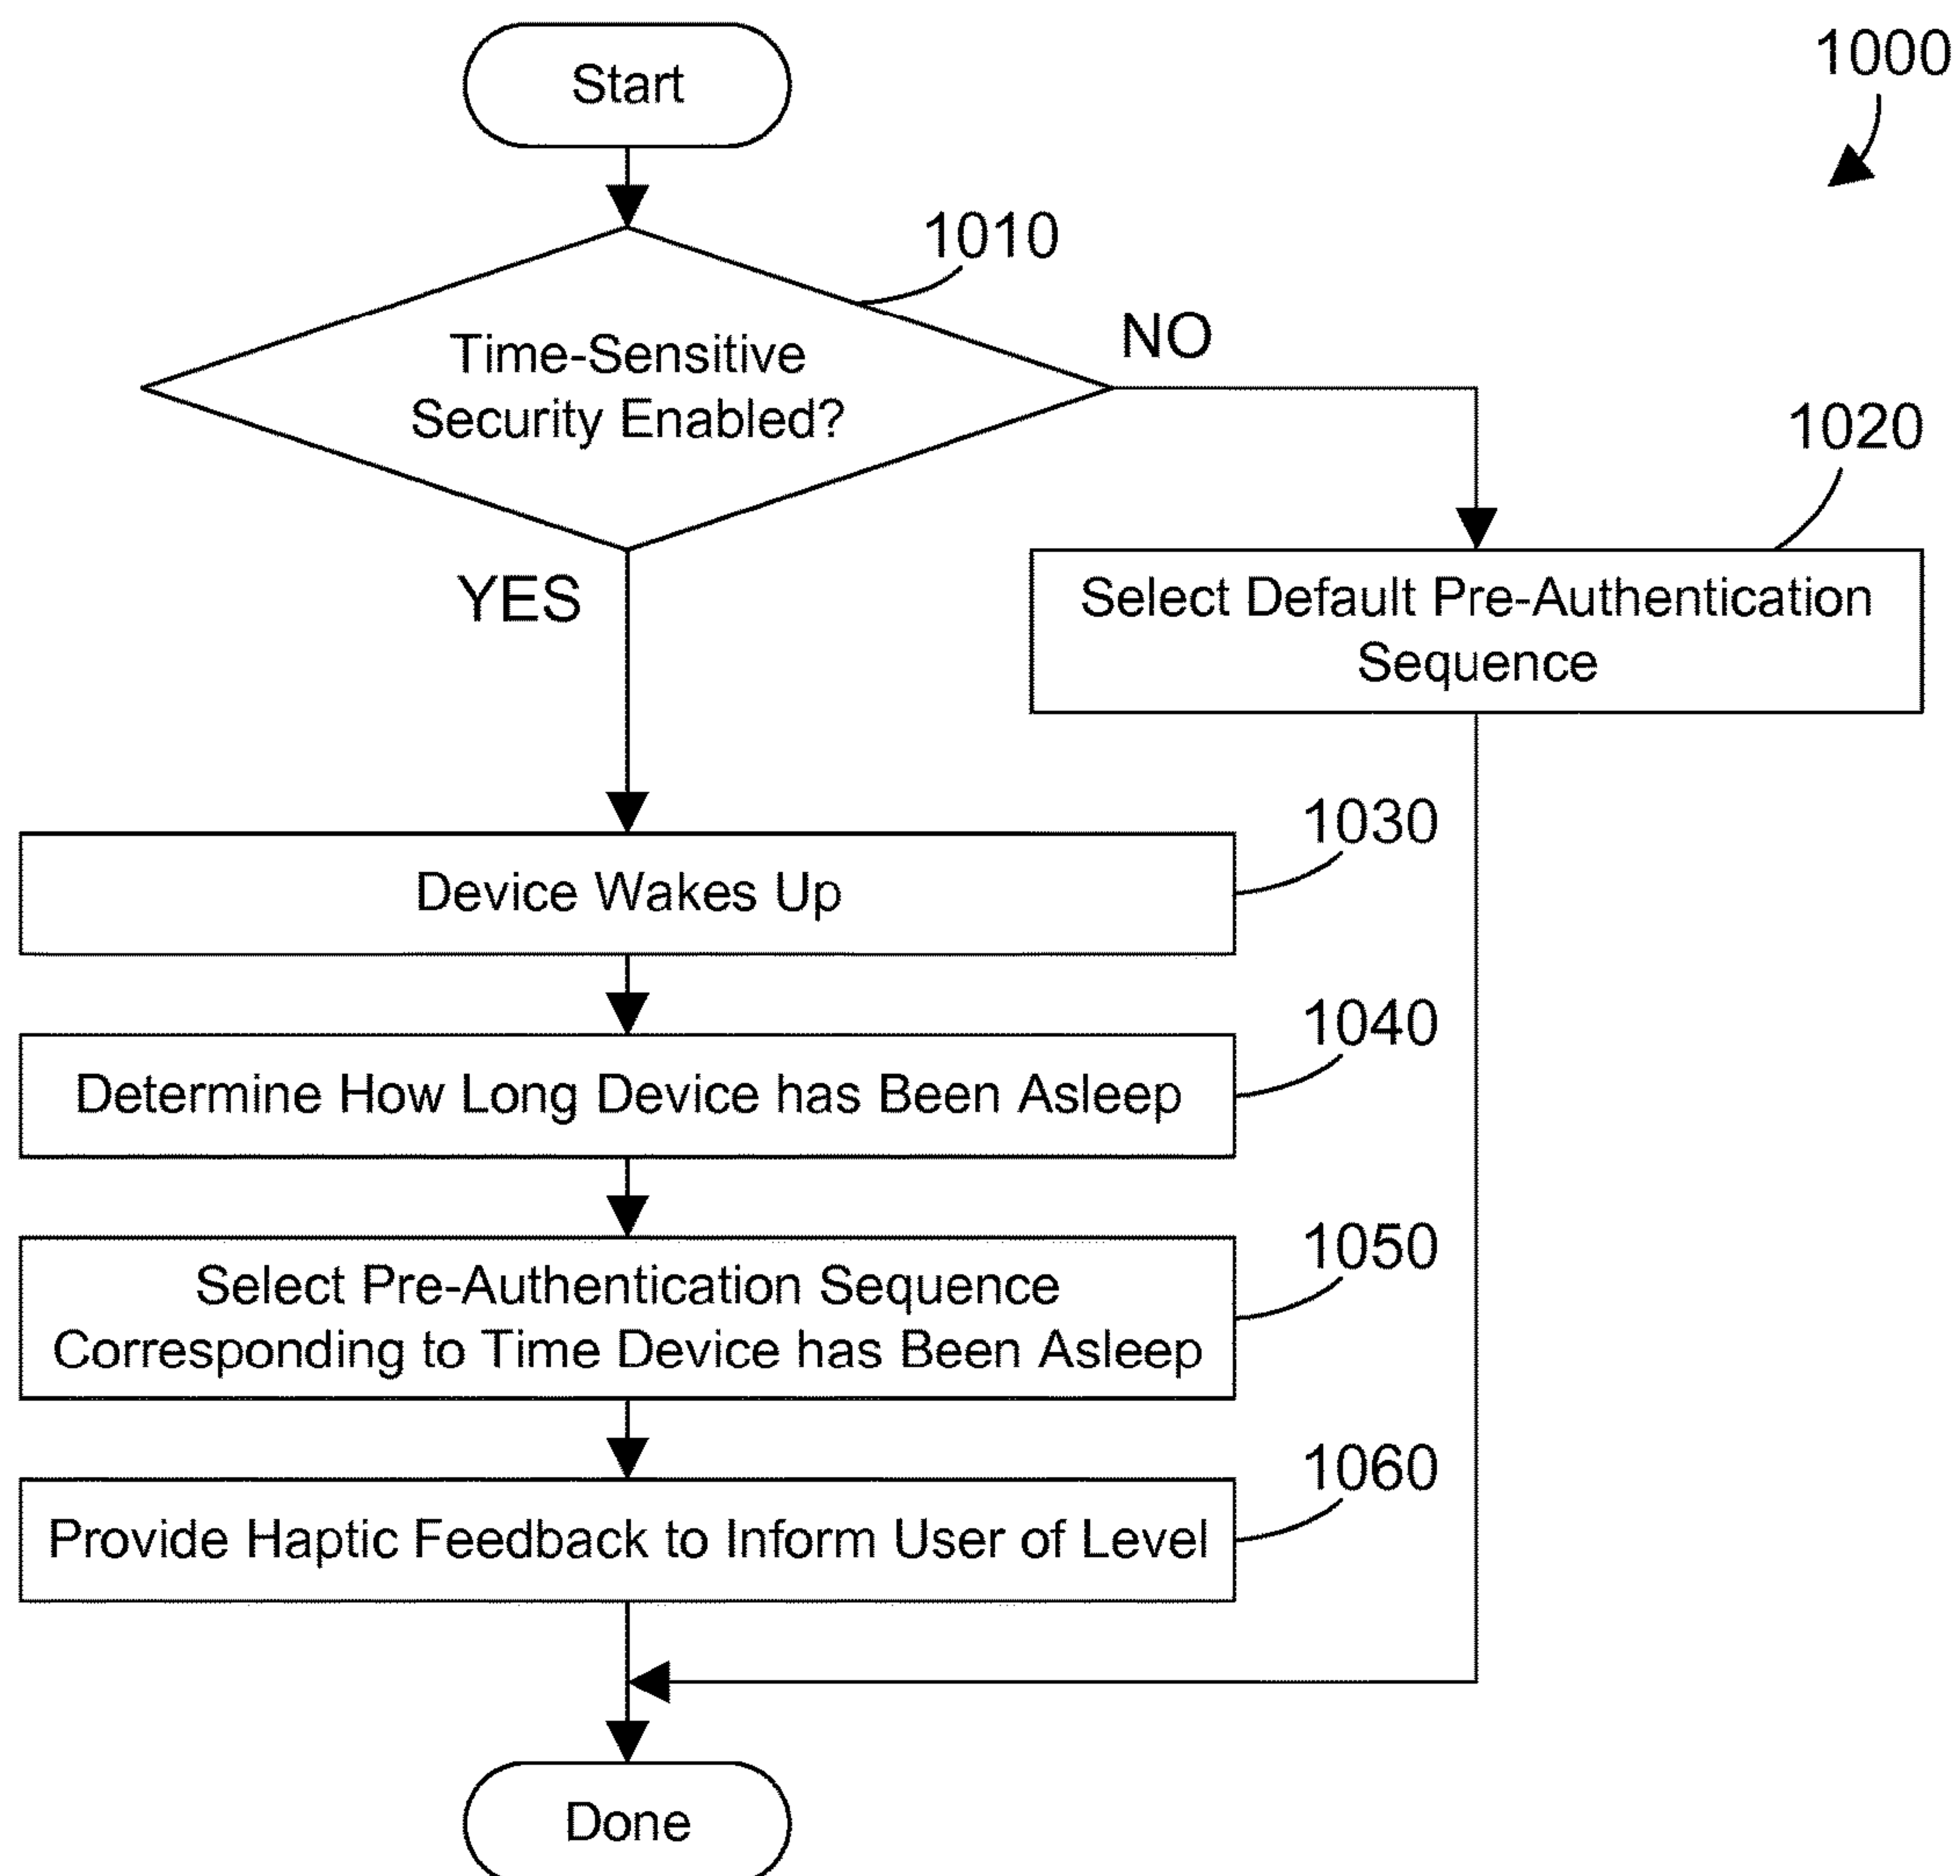 Start
1000
1010
Time-Sensitive
Security Enabled?
NO
YES
1020
Select Default Pre-Authentication
Sequence
1030
Device Wakes Up
1040
Determine How Long Device has Been Asleep
1050
Select Pre-Authentication Sequence
Corresponding to Time Device has Been Asleep
1060
Provide Haptic Feedback to Inform User of Level
Done